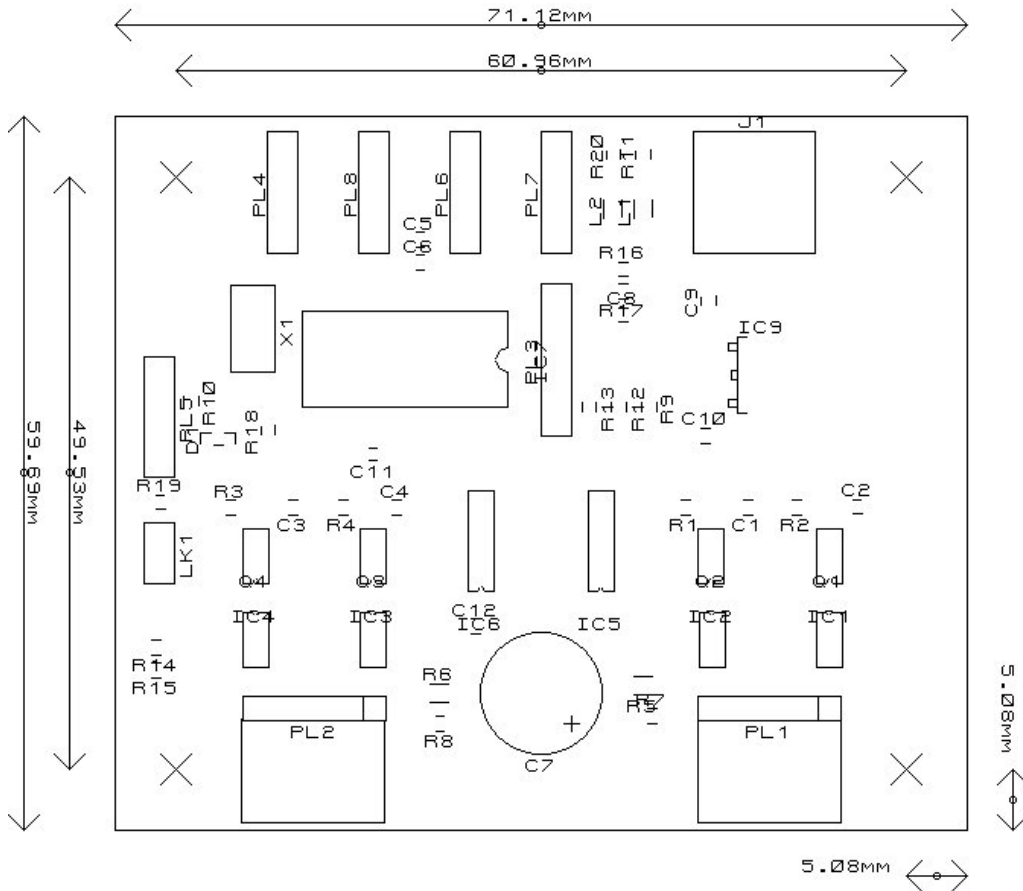 71.12mm
60.96mm
J1
R20
R11
PL4
PL8
PL6
PL7
L2
L1
C5
C6
R16
C8
R17
C9
X1
IC9
PL3
IC7
PL5
R10
D1
R18
R13
R12
R9
C10
59.69mm
49.53mm
C11
R19
R3
C3
R4
C4
R1
C1
R2
C2
LK1
Q4
Q3
Q2
Q1
C12
IC4
IC3
IC6
IC5
IC2
IC1
R14
R15
R6
R7
R5
R8
PL2
PL1
C7
5.08mm
5.08mm